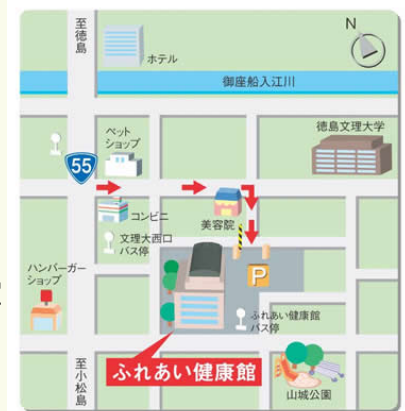 至徳島
ホテル
N
御座船入江川
徳島文理大学
ペット
ショップ
55
コンビニ
美容院
文理大西口
バス停
ハンバーガー
ショップ
P
ふれあい健康館
バス停
ふれあい健康館
至小松島
山城公園